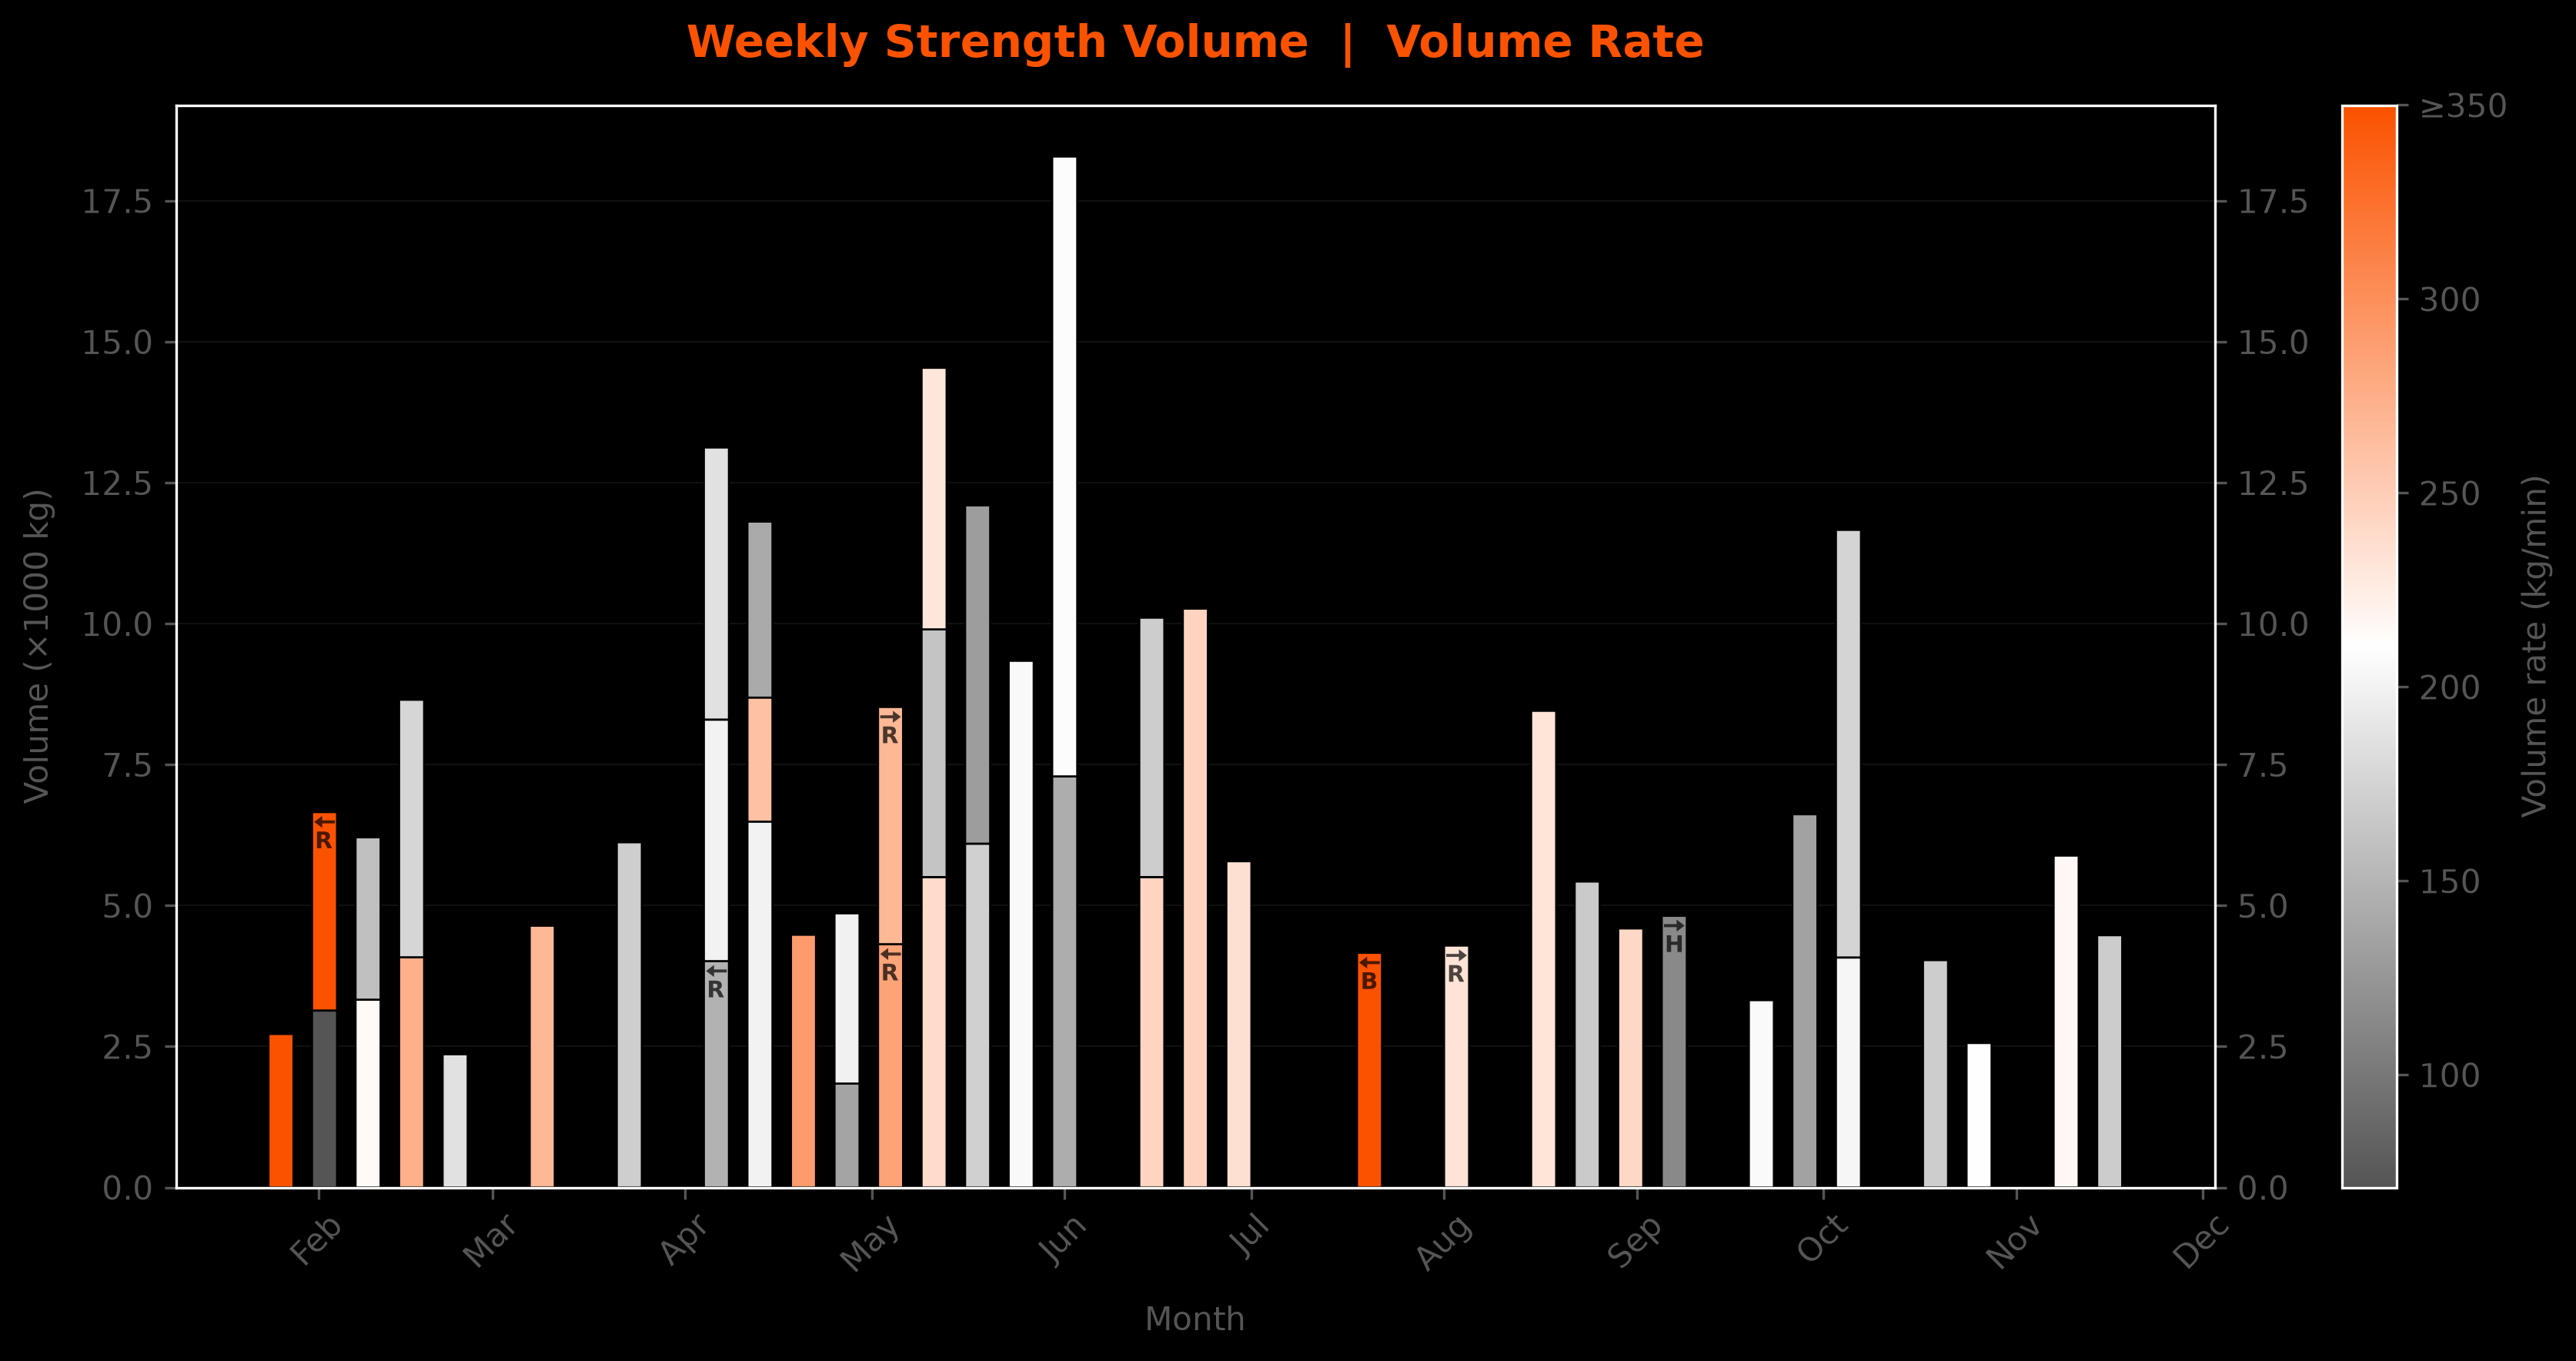 Weekly Strength Volume | Volume Rate
Volume (×1000 kg)
17.5
15.0
12.5
10.0
7.5
5.0
2.5
0.0
←
R
←
R
→
R
←
R
←
B
→
R
→
H
17.5
15.0
12.5
10.0
7.5
5.0
2.5
0.0
Feb
Mar
Apr
May
Jun
Jul
Aug
Sep
Oct
Nov
Dec
Month
≥350
300
250
200
150
100
Volume rate (kg/min)